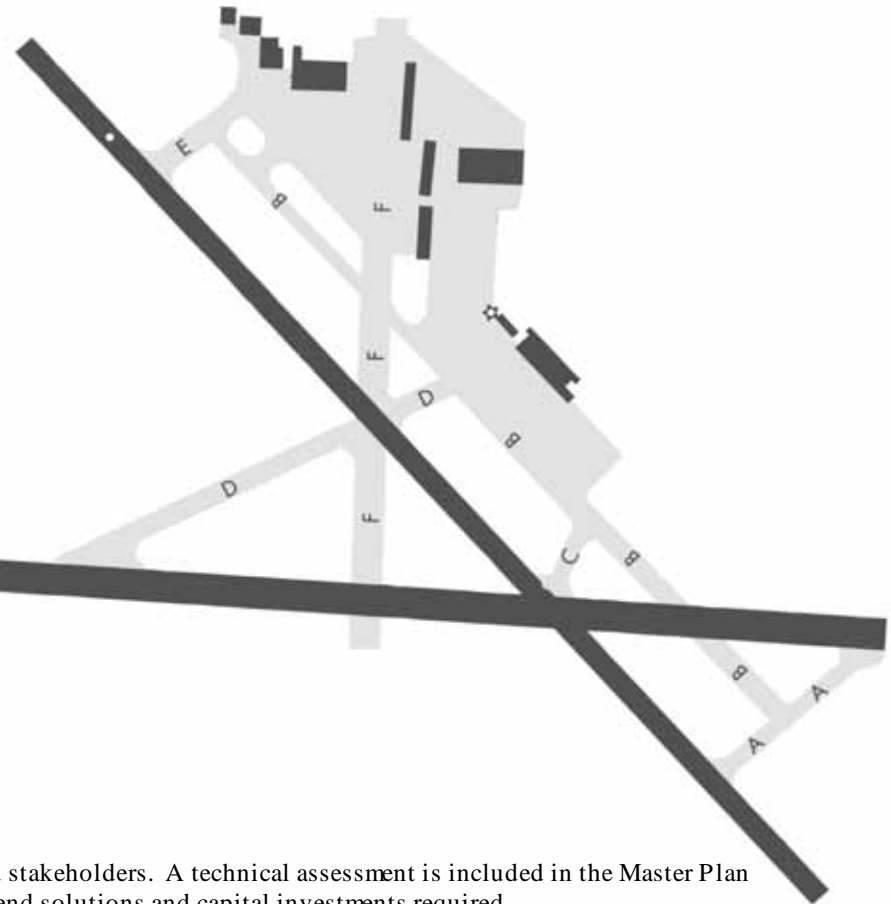 E
B
F
F
D
B
D
F
C
B
B
A
A
stakeholders. A technical assessment is included in the Master Plan
end solutions and capital investments required